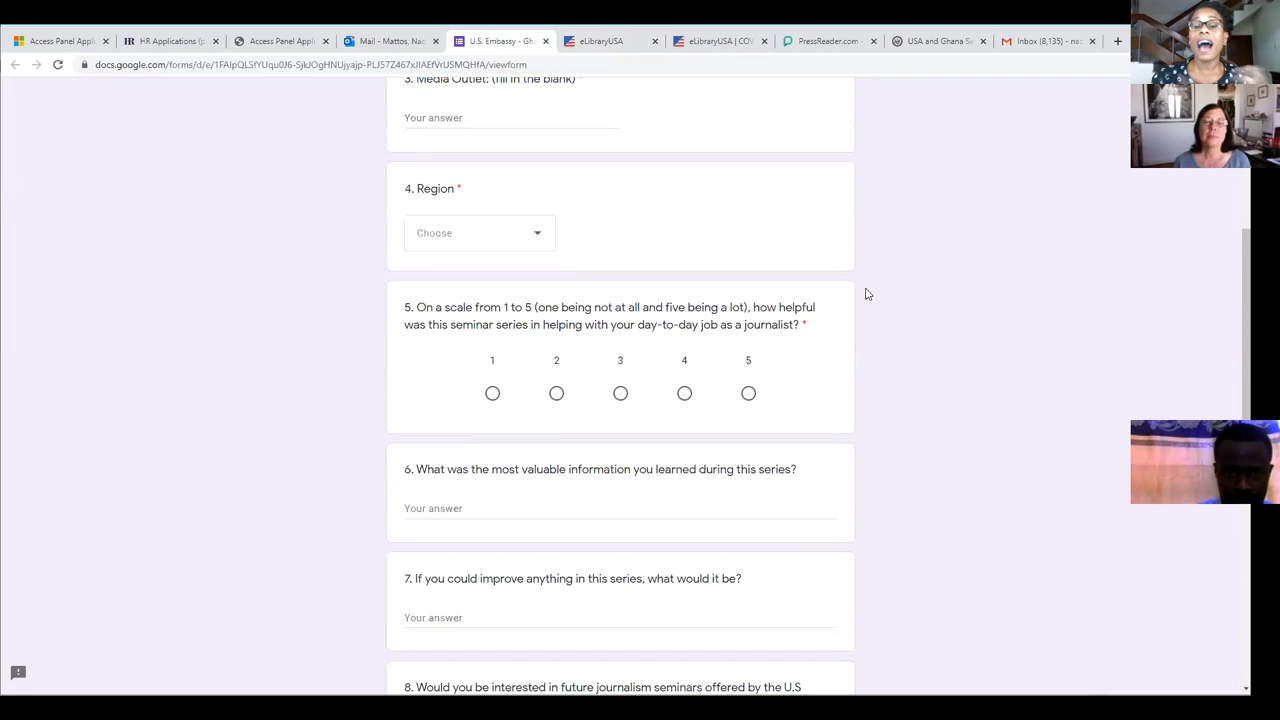 Access Panel Appli
HR Applications (p
Access Panel Appl
Mail - Mattos, Nac
U.S. Embassy - Gha
eLibraryUSA
eLibraryUSA | COV
PressReader.com -
USA and Ghana Se
Inbox (8,135) - na
docs.google.com/forms/d/e/1FAIpQLSfYUqu0J6-SjkJOgHNUjyajp-PLJ57Z467xJIAEfVrUSMQHfA/viewform
3. Media Outlet: (fill in the blank) *
Your answer
4. Region *
Choose
5. On a scale from 1 to 5 (one being not at all and five being a lot), how helpful
was this seminar series in helping with your day-to-day job as a journalist? *
1 2 3 4 5
6. What was the most valuable information you learned during this series?
Your answer
7. If you could improve anything in this series, what would it be?
Your answer
8. Would you be interested in future journalism seminars offered by the U.S